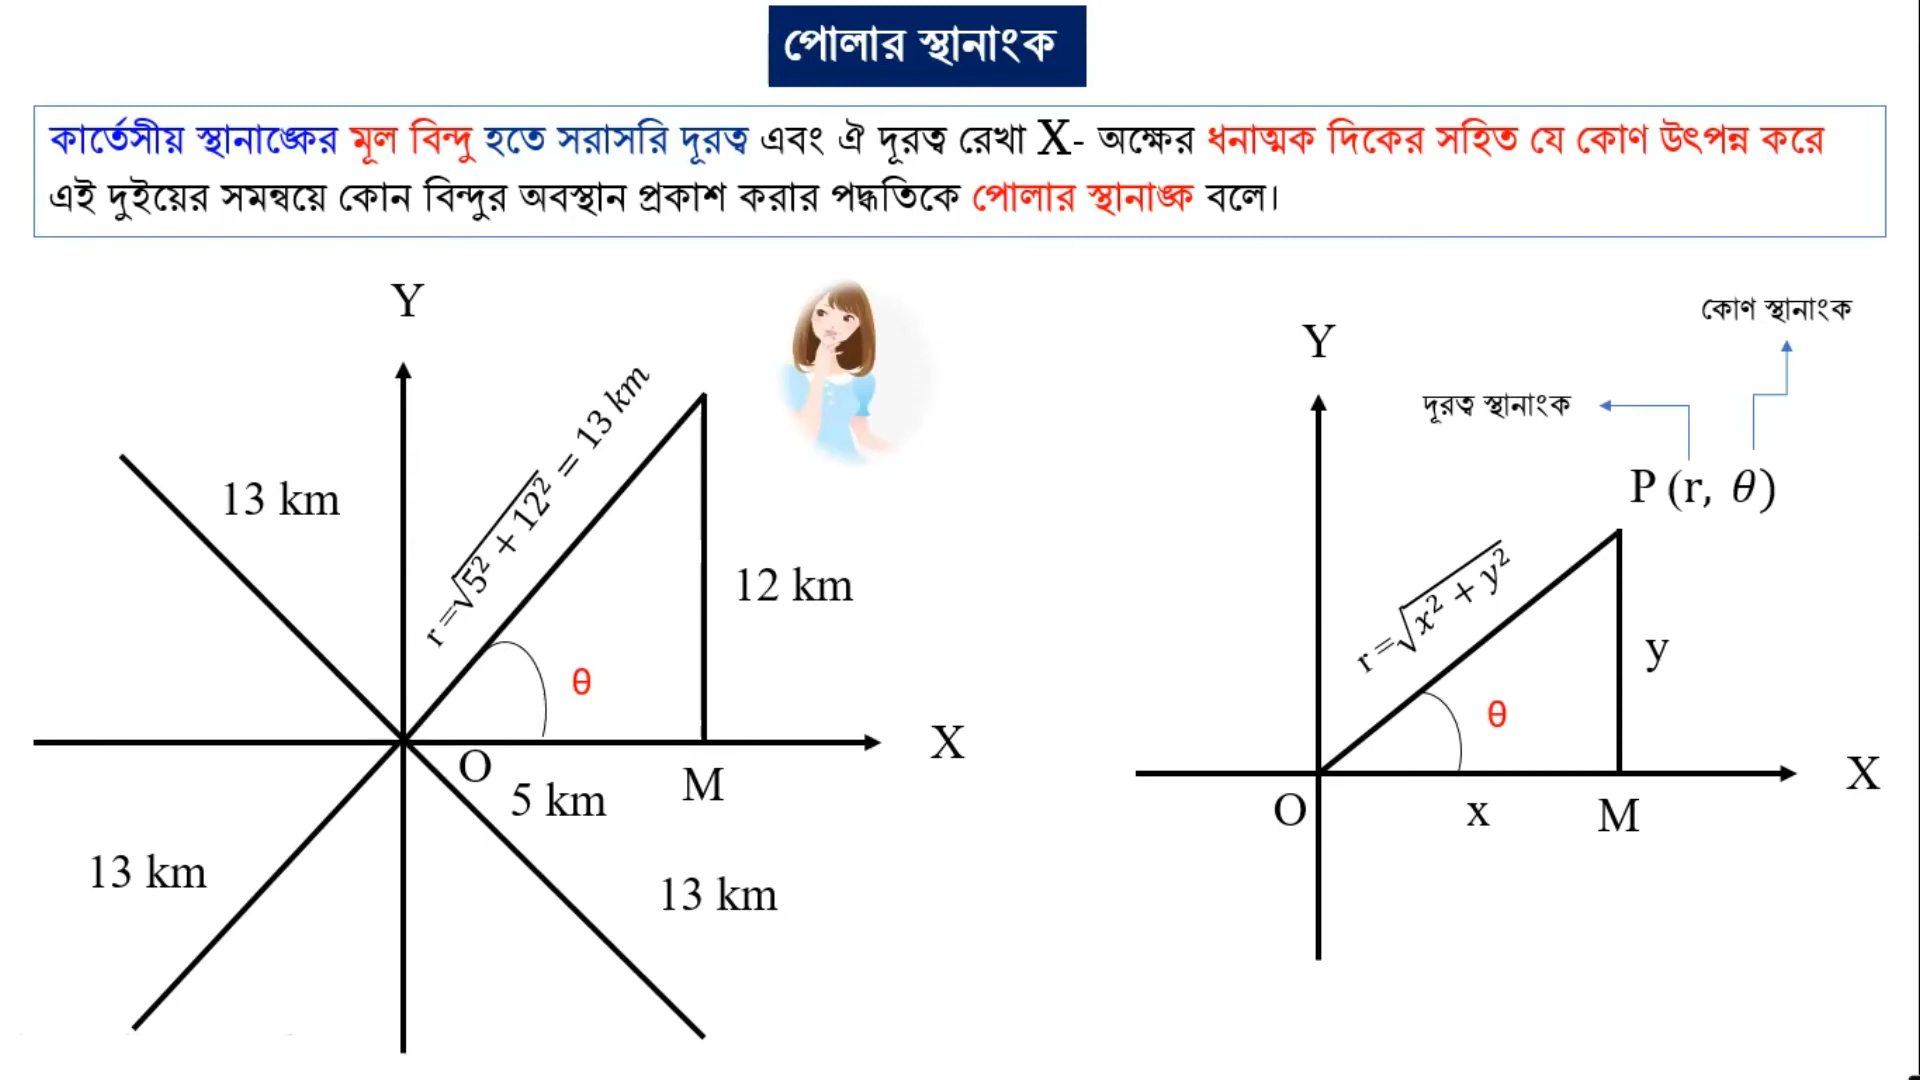 পোলার স্থানাংক
কার্তেসীয় স্থানাঙ্কের মূল বিন্দু হতে সরাসরি দূরত্ব এবং ঐ দূরত্ব রেখা X- অক্ষের ধনাত্মক দিকের সহিত যে কোণ উৎপন্ন করে
এই দুইয়ের সমন্বয়ে কোন বিন্দুর অবস্থান প্রকাশ করার পদ্ধতিকে পোলার স্থানাঙ্ক বলে।
Y
13 km
r =√5² + 12² = 13 km
12 km
θ
X
O
5 km
M
13 km
13 km
কোণ স্থানাংক
Y
দূরত্ব স্থানাংক
P (r, θ)
r =√x² + y²
y
θ
X
O
x
M